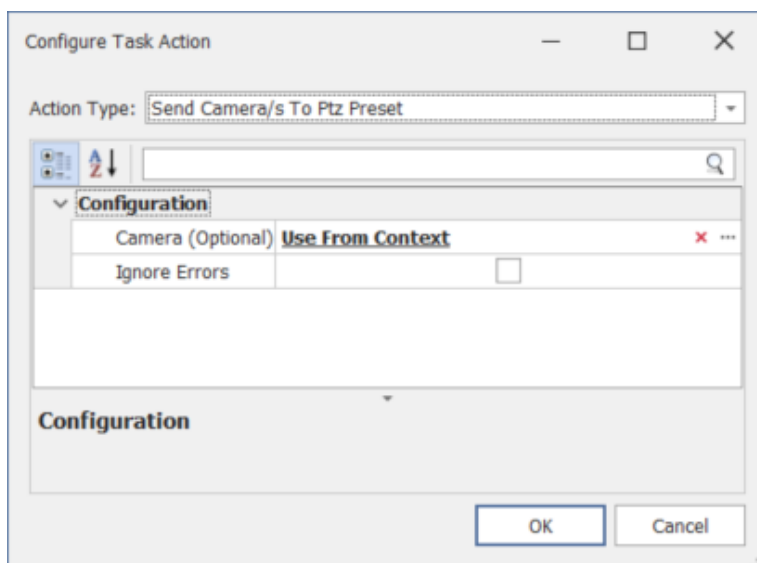 Configure Task Action
Action Type: Send Camera/s To Ptz Preset
Configuration
Camera (Optional) Use From Context
Ignore Errors
Configuration
OK Cancel